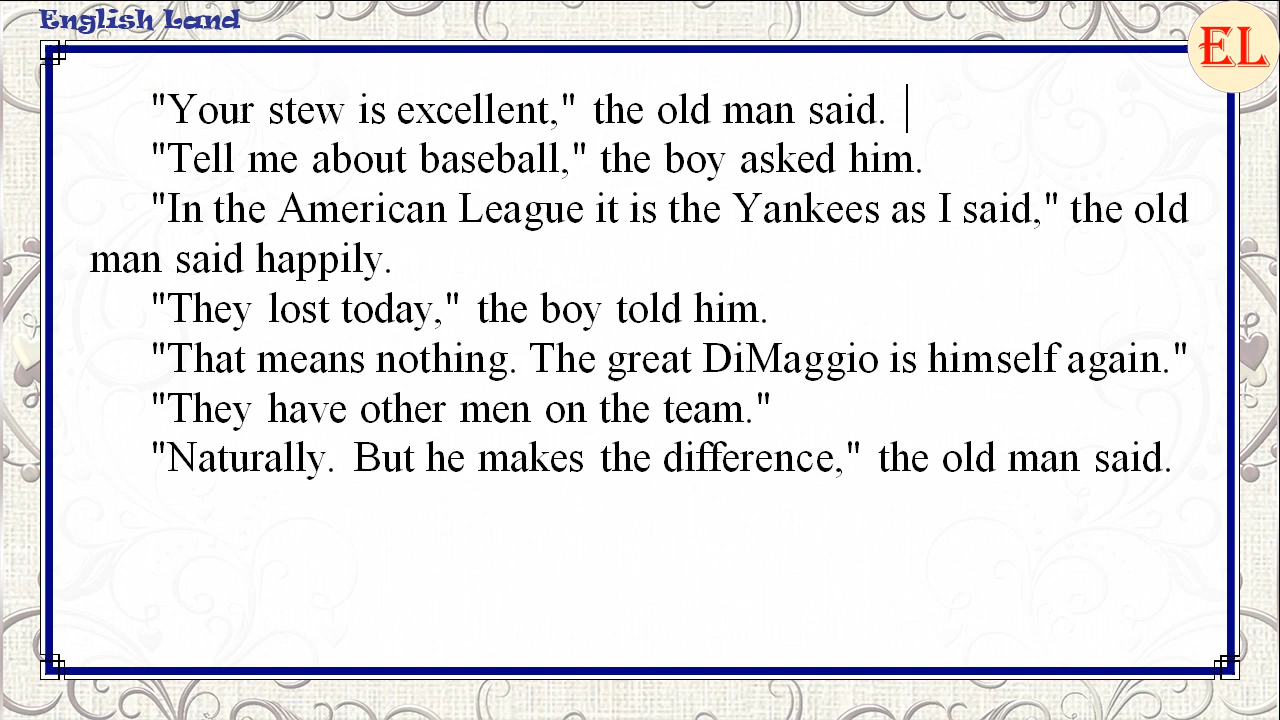 English Land
EL
"Your stew is excellent," the old man said.
"Tell me about baseball," the boy asked him.
"In the American League it is the Yankees as I said," the old
man said happily.
"They lost today," the boy told him.
"That means nothing. The great DiMaggio is himself again."
"They have other men on the team."
"Naturally. But he makes the difference," the old man said.